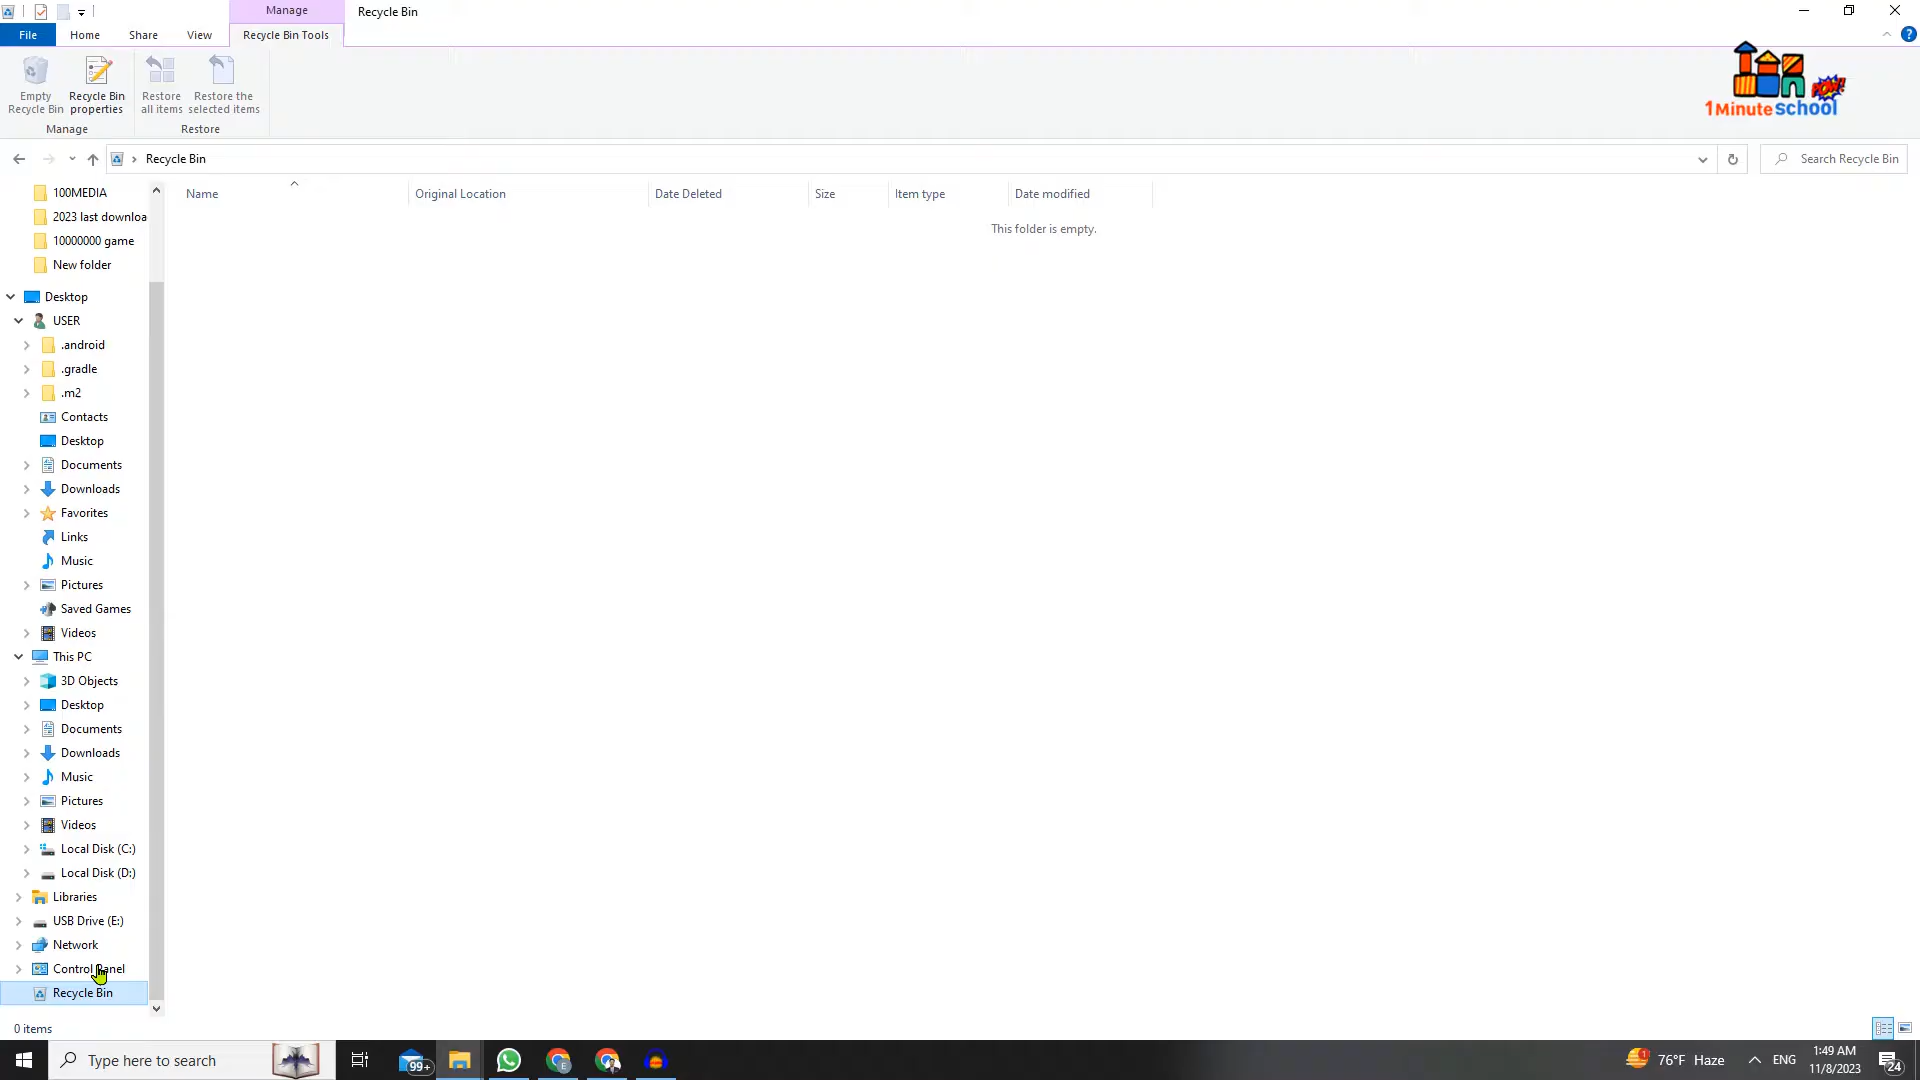 Manage
Recycle Bin
File
Home
Share
View
Recycle Bin Tools
?
Empty
Recycle Bin
Recycle Bin
properties
Restore
all items
Restore the
selected items
Manage
Restore
POW!
1Minuteschool
Recycle Bin
Search Recycle Bin
Name
Original Location
Date Deleted
Size
Item type
Date modified
This folder is empty.
100MEDIA
2023 last downloa
10000000 game
New folder
Desktop
USER
.android
.gradle
.m2
Contacts
Desktop
Documents
Downloads
Favorites
Links
Music
Pictures
Saved Games
Videos
This PC
3D Objects
Desktop
Documents
Downloads
Music
Pictures
Videos
Local Disk (C:)
Local Disk (D:)
Libraries
USB Drive (E:)
Network
Control Panel
Recycle Bin
0 items
Type here to search
99+
E
1
76°F Haze
ENG
1:49 AM
11/8/2023
24